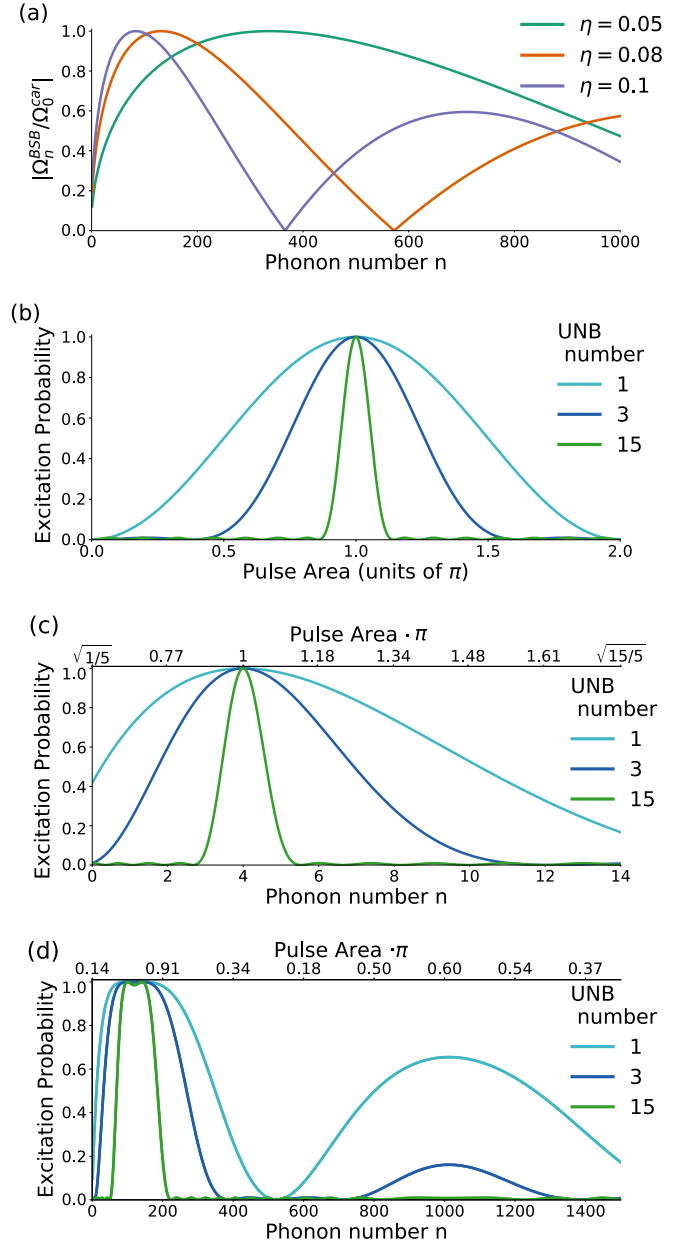 (a)
|Ω_n^{BSB}/Ω_0^{car}|
1.0
0.8
0.6
0.4
0.2
0.0
η = 0.05
η = 0.08
η = 0.1
0 200 400 600 800 1000
Phonon number n
(b)
Excitation Probability
1.0
0.8
0.6
0.4
0.2
0.0
UNB
number
1
3
15
0.0 0.5 1.0 1.5 2.0
Pulse Area (units of π)
(c)
Pulse Area · π
√1/5 0.77 1 1.18 1.34 1.48 1.61 √15/5
Excitation Probability
1.0
0.8
0.6
0.4
0.2
0.0
UNB
number
1
3
15
0 2 4 6 8 10 12 14
Phonon number n
(d)
Pulse Area ·π
0.14 0.91 0.34 0.18 0.50 0.60 0.54 0.37
Excitation Probability
1.0
0.8
0.6
0.4
0.2
0.0
UNB
number
1
3
15
0 200 400 600 800 1000 1200 1400
Phonon number n